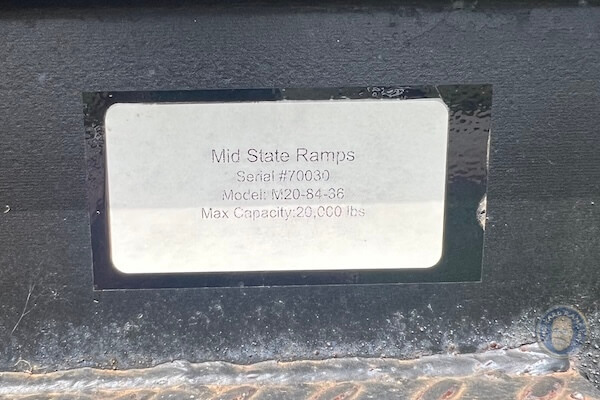 Mid State Ramps
Serial #70030
Model: M20-84-36
Max Capacity:20,000 lbs